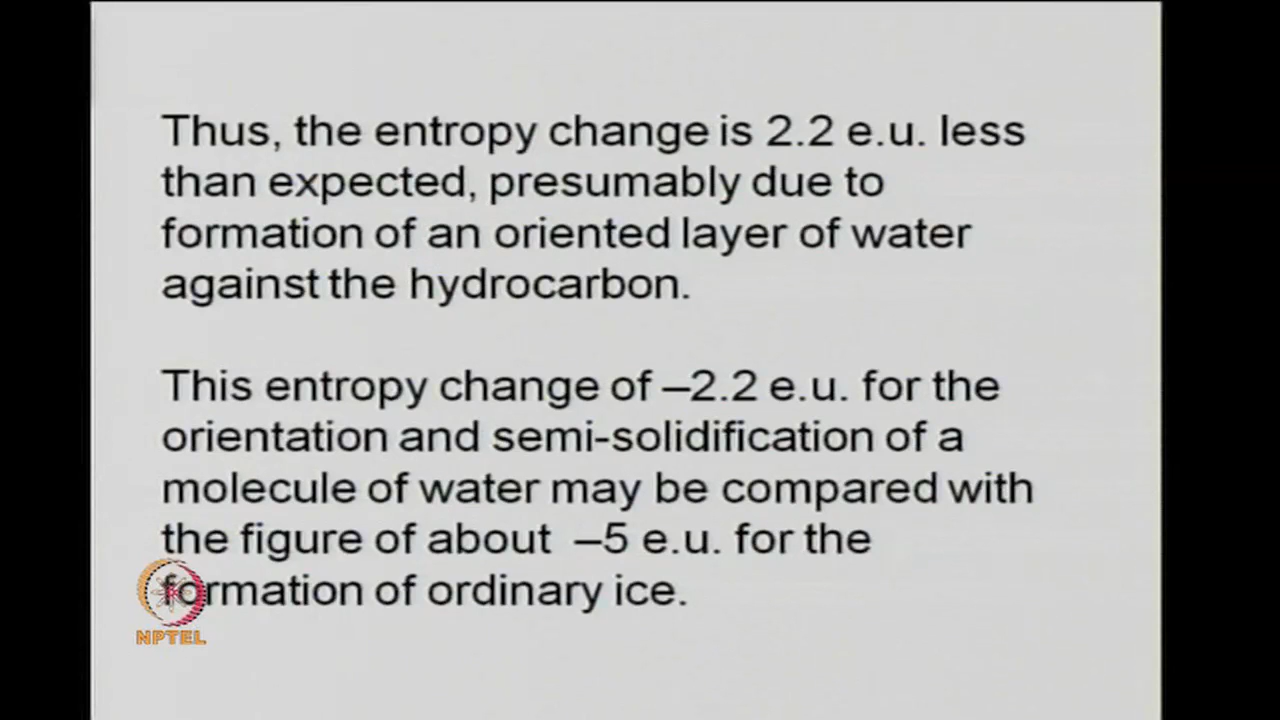 Thus, the entropy change is 2.2 e.u. less
than expected, presumably due to
formation of an oriented layer of water
against the hydrocarbon.
This entropy change of –2.2 e.u. for the
orientation and semi-solidification of a
molecule of water may be compared with
the figure of about –5 e.u. for the
formation of ordinary ice.
NPTEL